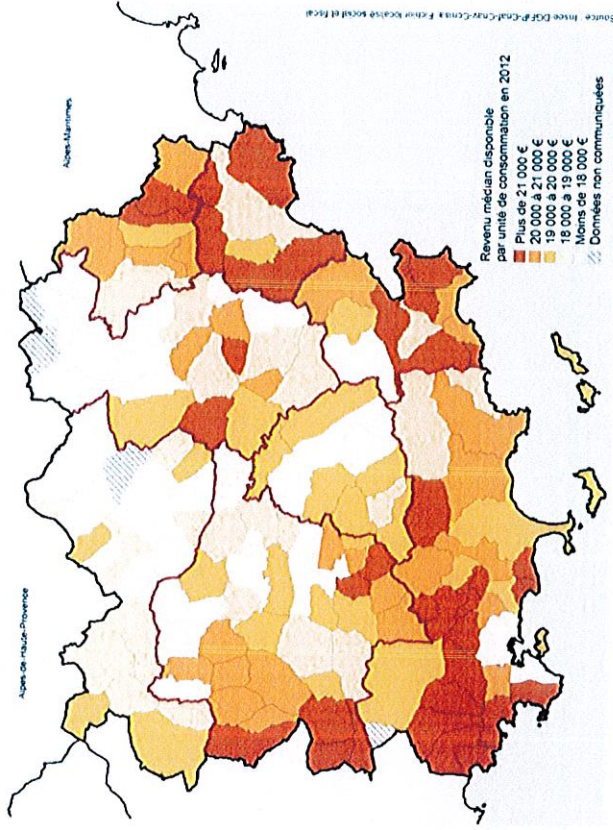 Alpes-de-Haute-Provence
Alpes-Maritimes
Revenu médian disponible
par unité de consommation en 2012
Plus de 21 000 €
20 000 à 21 000 €
19 000 à 20 000 €
18 000 à 19 000 €
Moins de 18 000 €
Données non communiquées
Source : Insee-DGFiP-Cnaf-Cnav-Ccmsa Fichier localisé social et fiscal